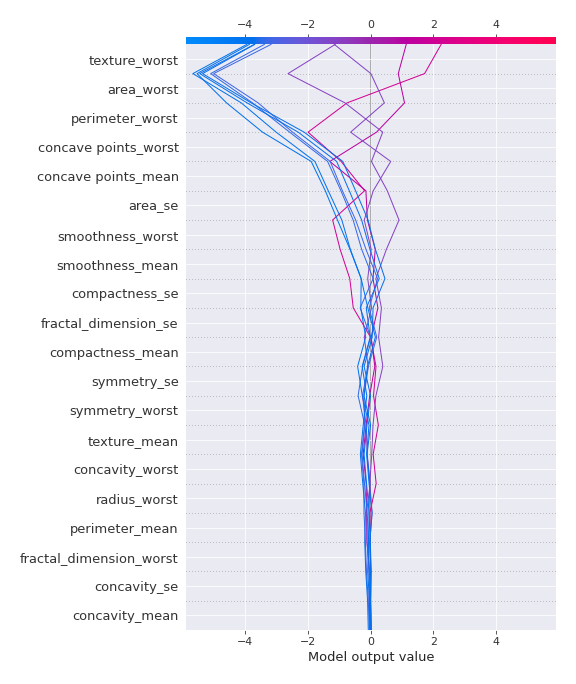 −4 −2 0 2 4
texture_worst
area_worst
perimeter_worst
concave points_worst
concave points_mean
area_se
smoothness_worst
smoothness_mean
compactness_se
fractal_dimension_se
compactness_mean
symmetry_se
symmetry_worst
texture_mean
concavity_worst
radius_worst
perimeter_mean
fractal_dimension_worst
concavity_se
concavity_mean
−4 −2 0 2 4
Model output value